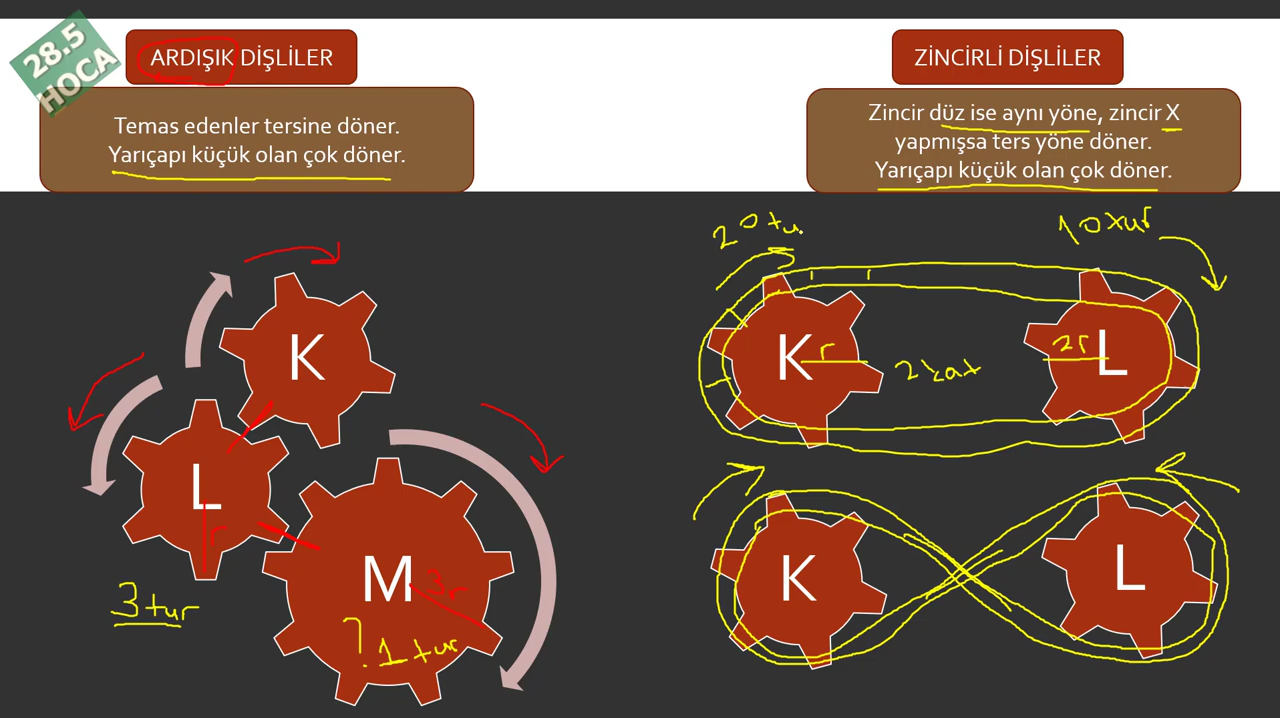 28.5
HOCA
ARDIŞIK DİŞLİLER
Temas edenler tersine döner.
Yarıçapı küçük olan çok döner.
ZİNCİRLİ DİŞLİLER
Zincir düz ise aynı yöne, zincir X
yapmışsa ters yöne döner.
Yarıçapı küçük olan çok döner.
K
L
r
M
3r
3 tur
? 1 tur
20 tu
10 tur
K
r
2 kat
2r
L
K
L